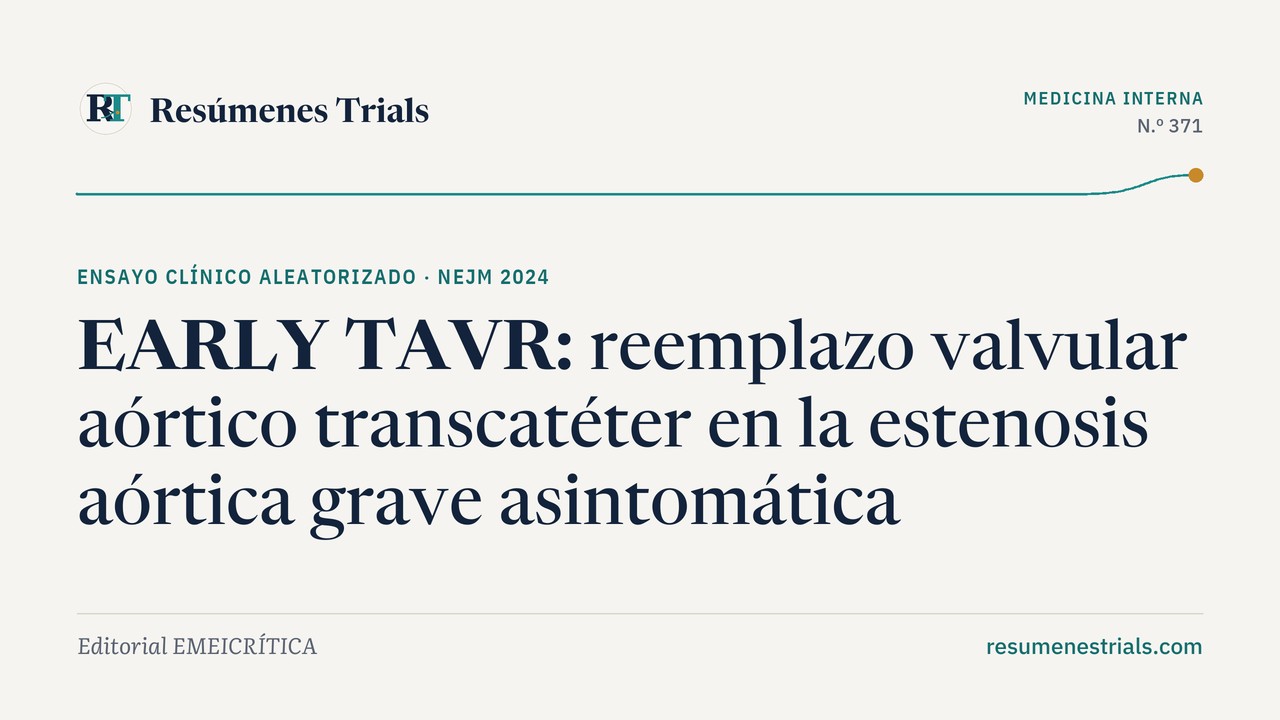 RT Resúmenes Trials
MEDICINA INTERNA
N.º 371
ENSAYO CLÍNICO ALEATORIZADO · NEJM 2024
EARLY TAVR: reemplazo valvular
aórtico transcatéter en la estenosis
aórtica grave asintomática
Editorial EMEICRÍTICA
resumenestrials.com